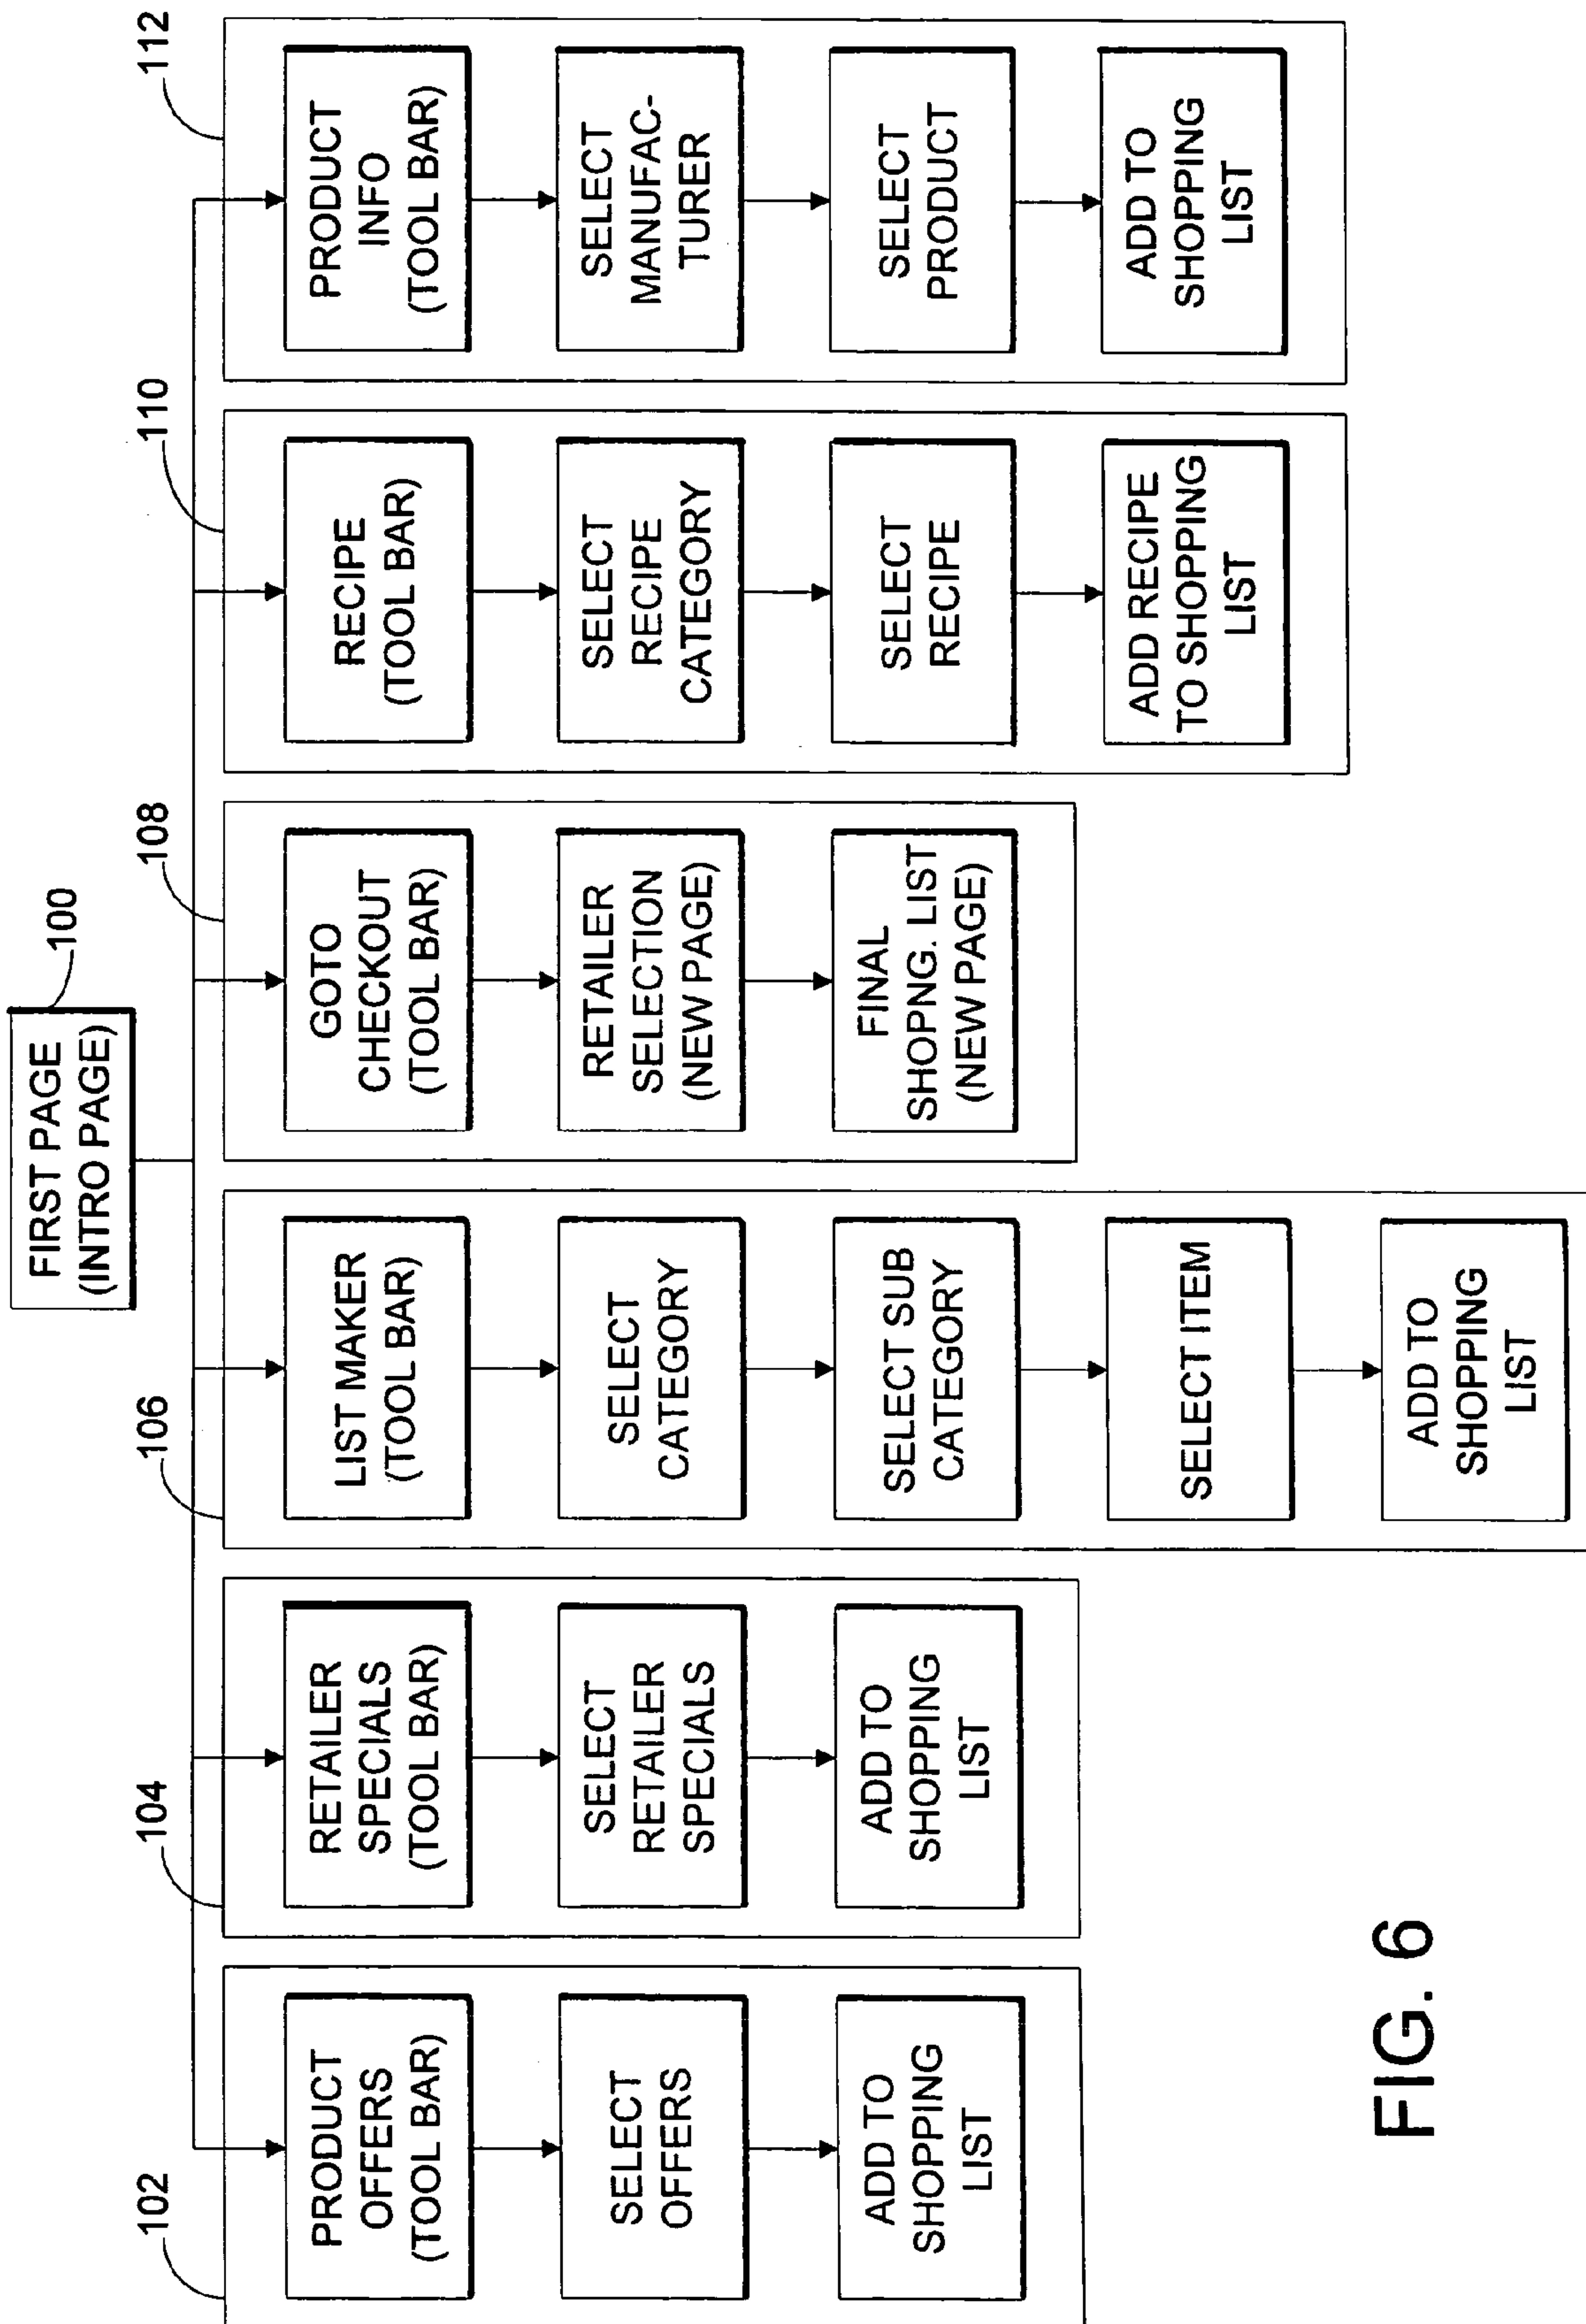 FIRST PAGE
(INTRO PAGE)
100
102
PRODUCT
OFFERS
(TOOL BAR)
SELECT
OFFERS
ADD TO
SHOPPING
LIST
104
RETAILER
SPECIALS
(TOOL BAR)
SELECT
RETAILER
SPECIALS
ADD TO
SHOPPING
LIST
106
LIST MAKER
(TOOL BAR)
SELECT
CATEGORY
SELECT SUB
CATEGORY
SELECT ITEM
ADD TO
SHOPPING
LIST
108
GOTO
CHECKOUT
(TOOL BAR)
RETAILER
SELECTION
(NEW PAGE)
FINAL
SHOPNG. LIST
(NEW PAGE)
110
RECIPE
(TOOL BAR)
SELECT
RECIPE
CATEGORY
SELECT
RECIPE
ADD RECIPE
TO SHOPPING
LIST
112
PRODUCT
INFO
(TOOL BAR)
SELECT
MANUFAC-
TURER
SELECT
PRODUCT
ADD TO
SHOPPING
LIST
FIG. 6